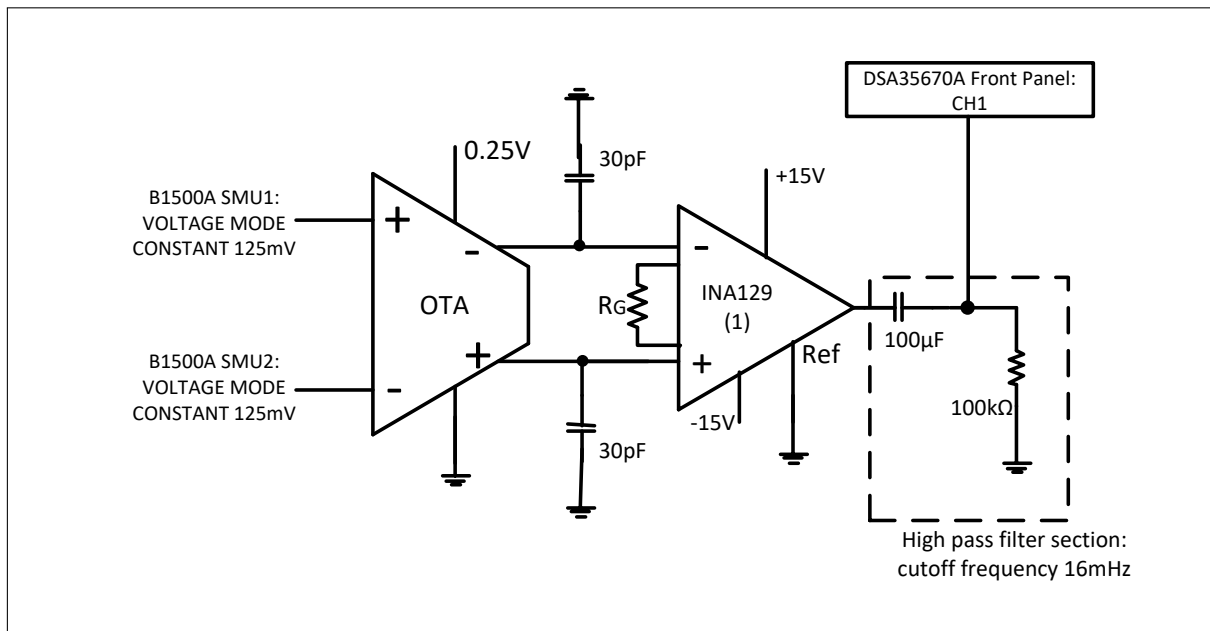 DSA35670A Front Panel:
CH1
0.25V
30pF
+15V
B1500A SMU1:
VOLTAGE MODE
CONSTANT 125mV
+
-
-
OTA
RG
INA129
(1)
100µF
Ref
B1500A SMU2:
VOLTAGE MODE
CONSTANT 125mV
+
-
+
100kΩ
-15V
30pF
High pass filter section:
cutoff frequency 16mHz